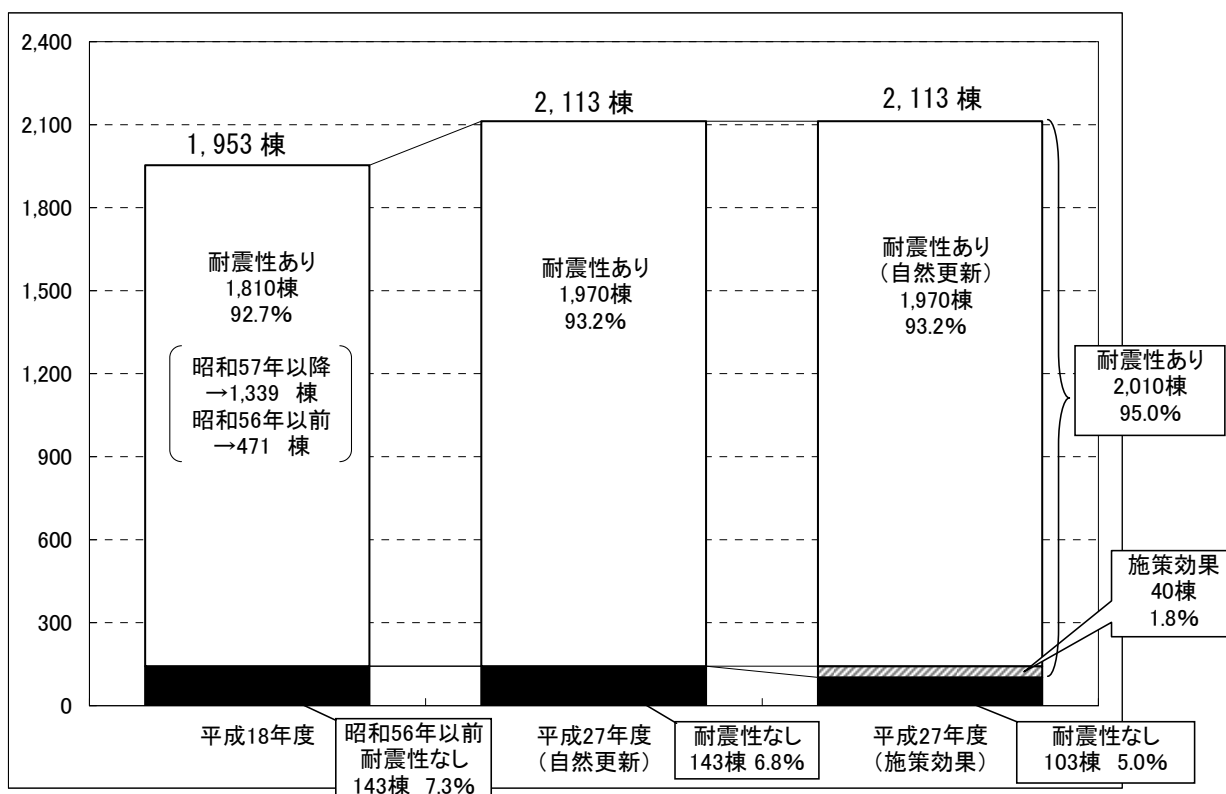 2,400
2,100
1,800
1,500
1,200
900
600
300
0
1,953 棟
2,113 棟
2,113 棟
耐震性あり
1,810棟
92.7%
昭和57年以降
→1,339 棟
昭和56年以前
→471 棟
耐震性あり
1,970棟
93.2%
耐震性あり
(自然更新)
1,970棟
93.2%
耐震性あり
2,010棟
95.0%
施策効果
40棟
1.8%
平成18年度
昭和56年以前
耐震性なし
143棟 7.3%
平成27年度
(自然更新)
耐震性なし
143棟 6.8%
平成27年度
(施策効果)
耐震性なし
103棟 5.0%